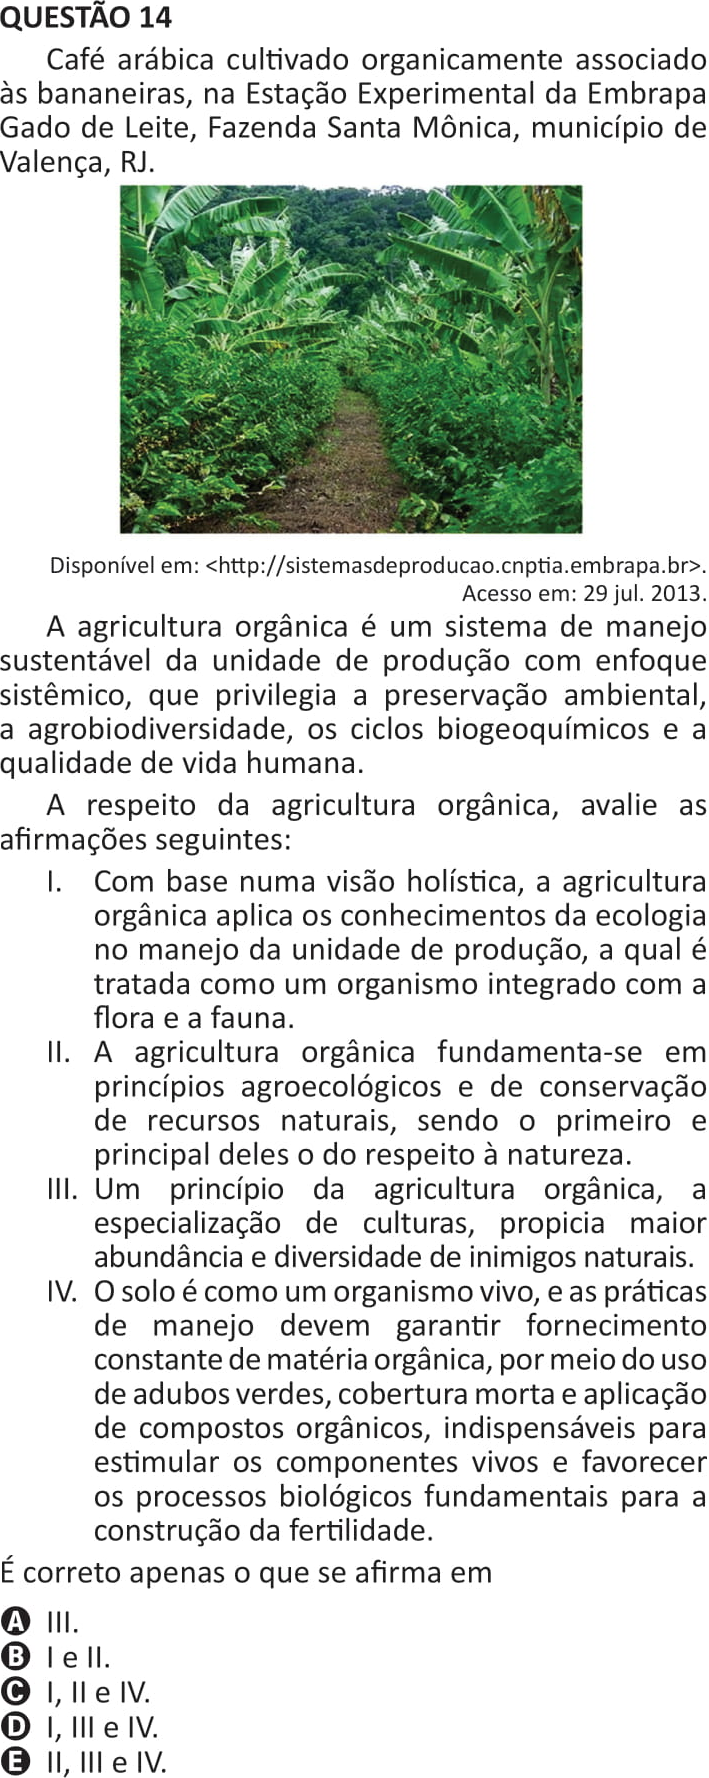 QUESTÃO 14
Café arábica cultivado organicamente associado
às bananeiras, na Estação Experimental da Embrapa
Gado de Leite, Fazenda Santa Mônica, município de
Valença, RJ.
Disponível em: <http://sistemasdeproducao.cnptia.embrapa.br>.
Acesso em: 29 jul. 2013.
A agricultura orgânica é um sistema de manejo
sustentável da unidade de produção com enfoque
sistêmico, que privilegia a preservação ambiental,
a agrobiodiversidade, os ciclos biogeoquímicos e a
qualidade de vida humana.
A respeito da agricultura orgânica, avalie as
afirmações seguintes:
I. Com base numa visão holística, a agricultura
orgânica aplica os conhecimentos da ecologia
no manejo da unidade de produção, a qual é
tratada como um organismo integrado com a
flora e a fauna.
II. A agricultura orgânica fundamenta-se em
princípios agroecológicos e de conservação
de recursos naturais, sendo o primeiro e
principal deles o do respeito à natureza.
III. Um princípio da agricultura orgânica, a
especialização de culturas, propicia maior
abundância e diversidade de inimigos naturais.
IV. O solo é como um organismo vivo, e as práticas
de manejo devem garantir fornecimento
constante de matéria orgânica, por meio do uso
de adubos verdes, cobertura morta e aplicação
de compostos orgânicos, indispensáveis para
estimular os componentes vivos e favorecer
os processos biológicos fundamentais para a
construção da fertilidade.
É correto apenas o que se afirma em
A III.
B I e II.
C I, II e IV.
D I, III e IV.
E II, III e IV.